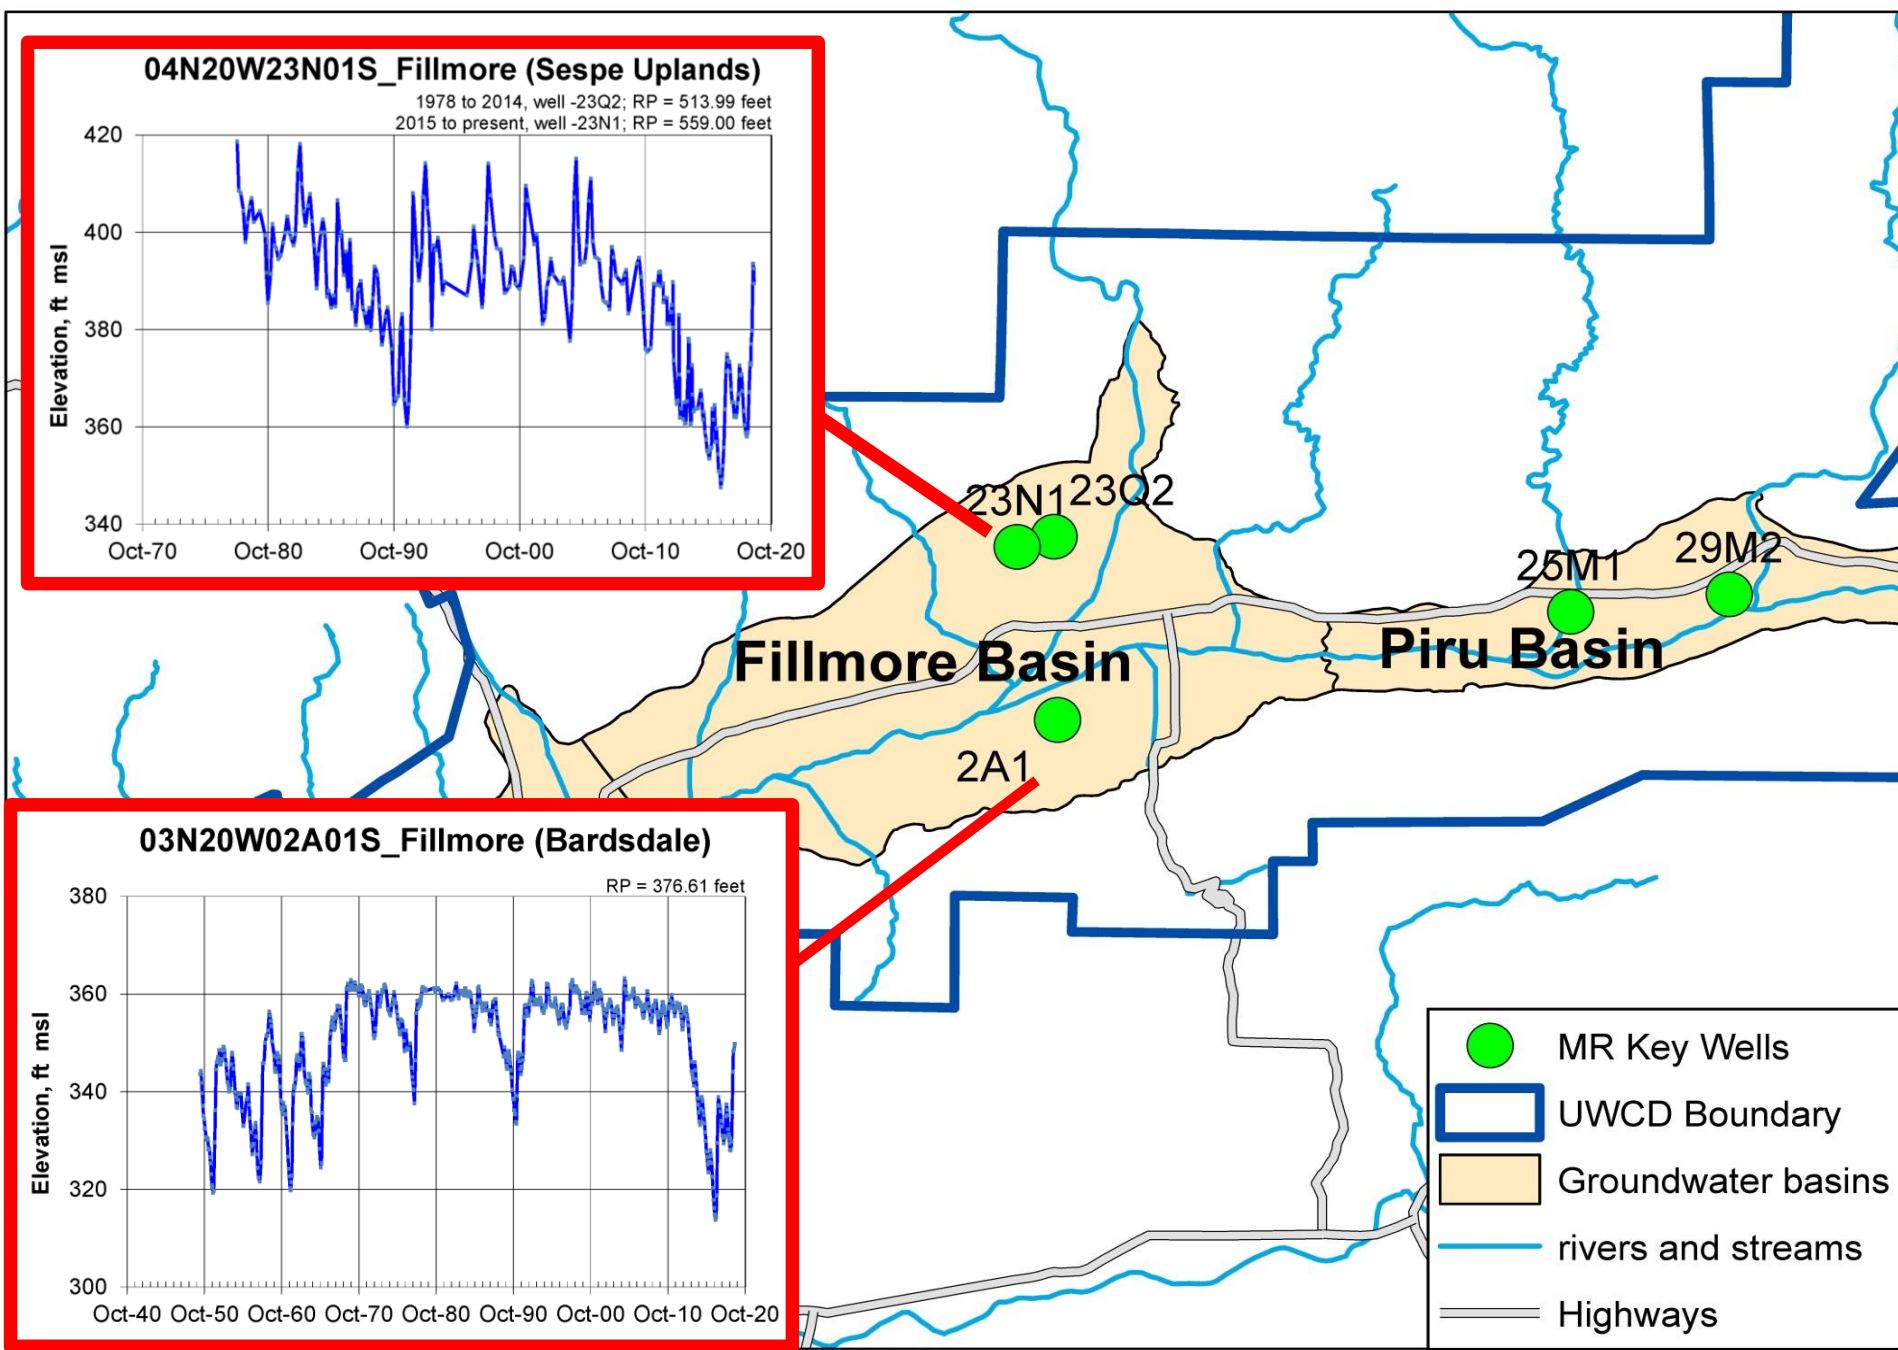 04N20W23N01S_Fillmore (Sespe Uplands)
1978 to 2014, well -23Q2; RP = 513.99 feet
2015 to present, well -23N1; RP = 559.00 feet
Elevation, ft msl
420
400
380
360
340
Oct-70 Oct-80 Oct-90 Oct-00 Oct-10 Oct-20
23N1 23Q2
25M1
29M2
Fillmore Basin
Piru Basin
2A1
03N20W02A01S_Fillmore (Bardsdale)
RP = 376.61 feet
Elevation, ft msl
380
360
340
320
300
Oct-40 Oct-50 Oct-60 Oct-70 Oct-80 Oct-90 Oct-00 Oct-10 Oct-20
MR Key Wells
UWCD Boundary
Groundwater basins
rivers and streams
Highways